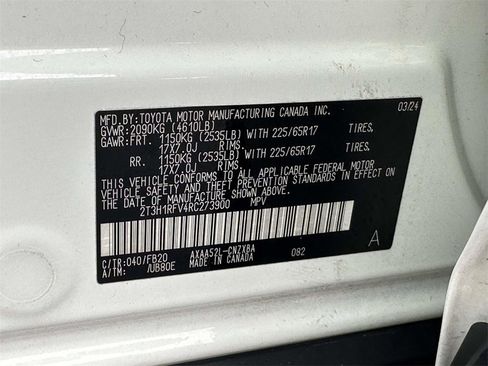 MFD.BY:TOYOTA MOTOR MANUFACTURING CANADA INC. 03/24
GVWR:2090KG (4610LB)
GAWR:FRT. 1150KG (2535LB) WITH 225/65R17 TIRES,
17X7.0J RIMS,
RR. 1150KG (2535LB) WITH 225/65R17 TIRES,
17X7.0J RIMS,
THIS VEHICLE CONFORMS TO ALL APPLICABLE FEDERAL MOTOR
VEHICLE SAFETY AND THEFT PREVENTION STANDARDS IN EFFECT
ON THE DATE OF MANUFACTURE SHOWN ABOVE.
2T3H1RFV4RC273900 MPV
C/TR:040/FB20 AXAA52L-CNZXBA 082 A
A/TM: /UB80E MADE IN CANADA